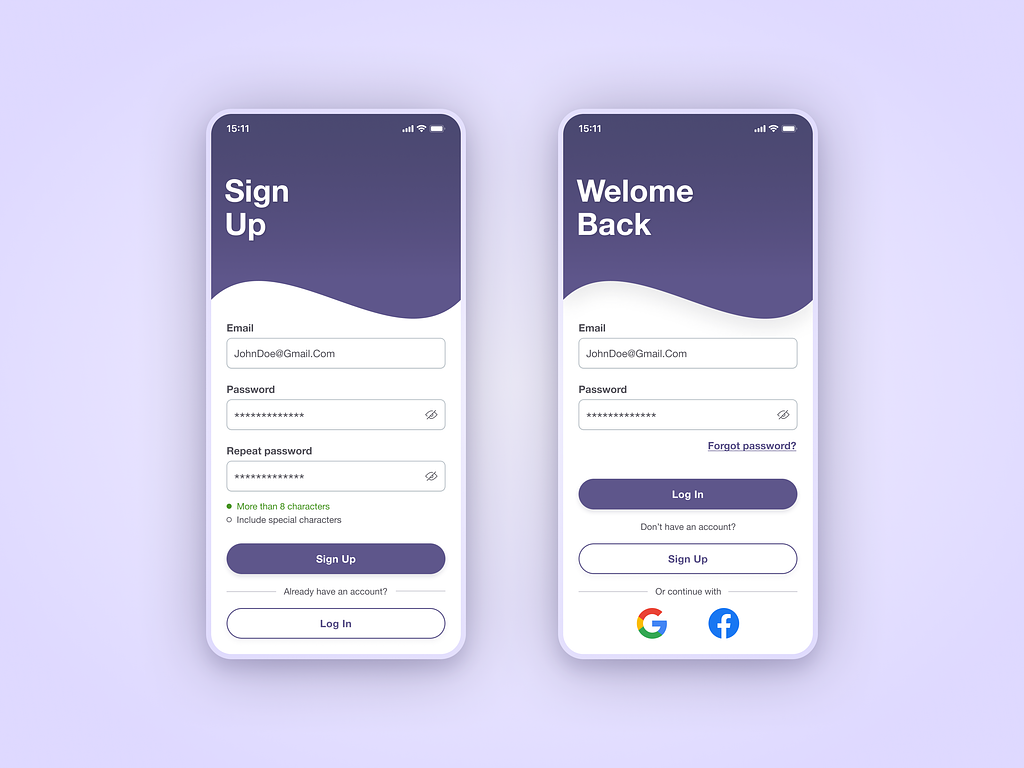 15:11
Sign
Up
Email
JohnDoe@Gmail.Com
Password
*************
Repeat password
*************
More than 8 characters
Include special characters
Sign Up
Already have an account?
Log In
15:11
Welome
Back
Email
JohnDoe@Gmail.Com
Password
*************
Forgot password?
Log In
Don't have an account?
Sign Up
Or continue with